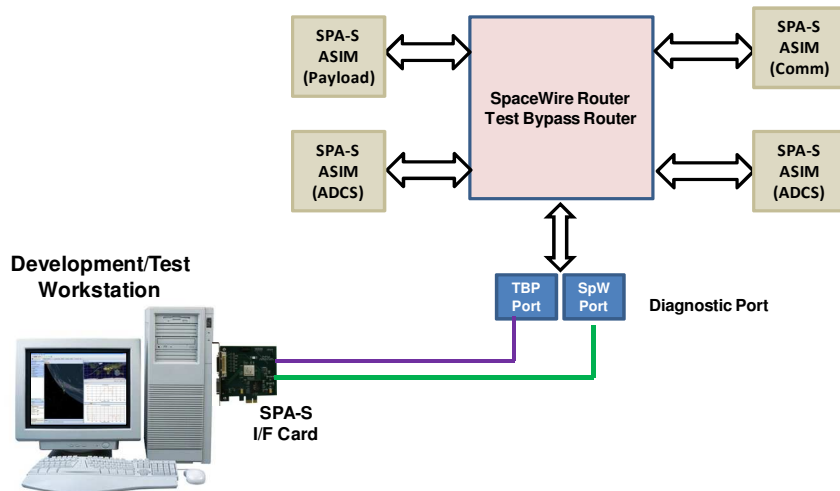 SPA-S
ASIM
(Payload)
SPA-S
ASIM
(Comm)
SpaceWire Router
Test Bypass Router
SPA-S
ASIM
(ADCS)
SPA-S
ASIM
(ADCS)
Development/Test
Workstation
TBP
Port
SpW
Port
Diagnostic Port
SPA-S
I/F Card